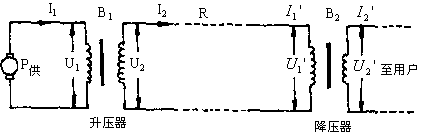 I₁ B₁ I₂ R I₁' B₂ I₂'
P供 U₁ U₂ U₁' U₂' 至用户
升压器 降压器